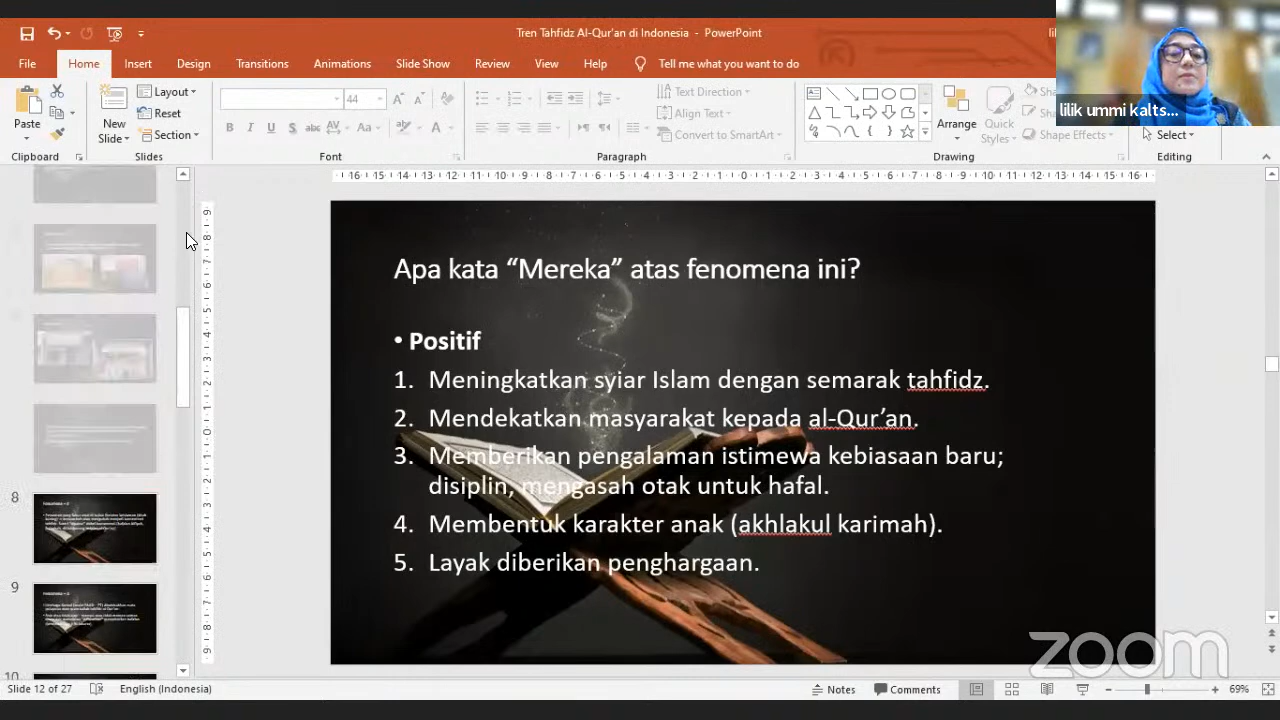 Tren Tahfidz Al-Qur'an di Indonesia - PowerPoint
File Home Insert Design Transitions Animations Slide Show Review View Help Tell me what you want to do
lilik ummi kalts...
Paste
New Slide
Layout
Reset
Section
44
B I U S abc AV Aa A
Text Direction
Align Text
Convert to SmartArt
Arrange
Quick Styles
Shape Effects
Select
Clipboard Slides Font Paragraph Drawing Editing
Apa kata “Mereka” atas fenomena ini?
• Positif
1. Meningkatkan syiar Islam dengan semarak tahfidz.
2. Mendekatkan masyarakat kepada al-Qur’an.
3. Memberikan pengalaman istimewa kebiasaan baru;
disiplin, mengasah otak untuk hafal.
4. Membentuk karakter anak (akhlakul karimah).
5. Layak diberikan penghargaan.
8
9
10
zoom
Slide 12 of 27 English (Indonesia) Notes Comments 69%